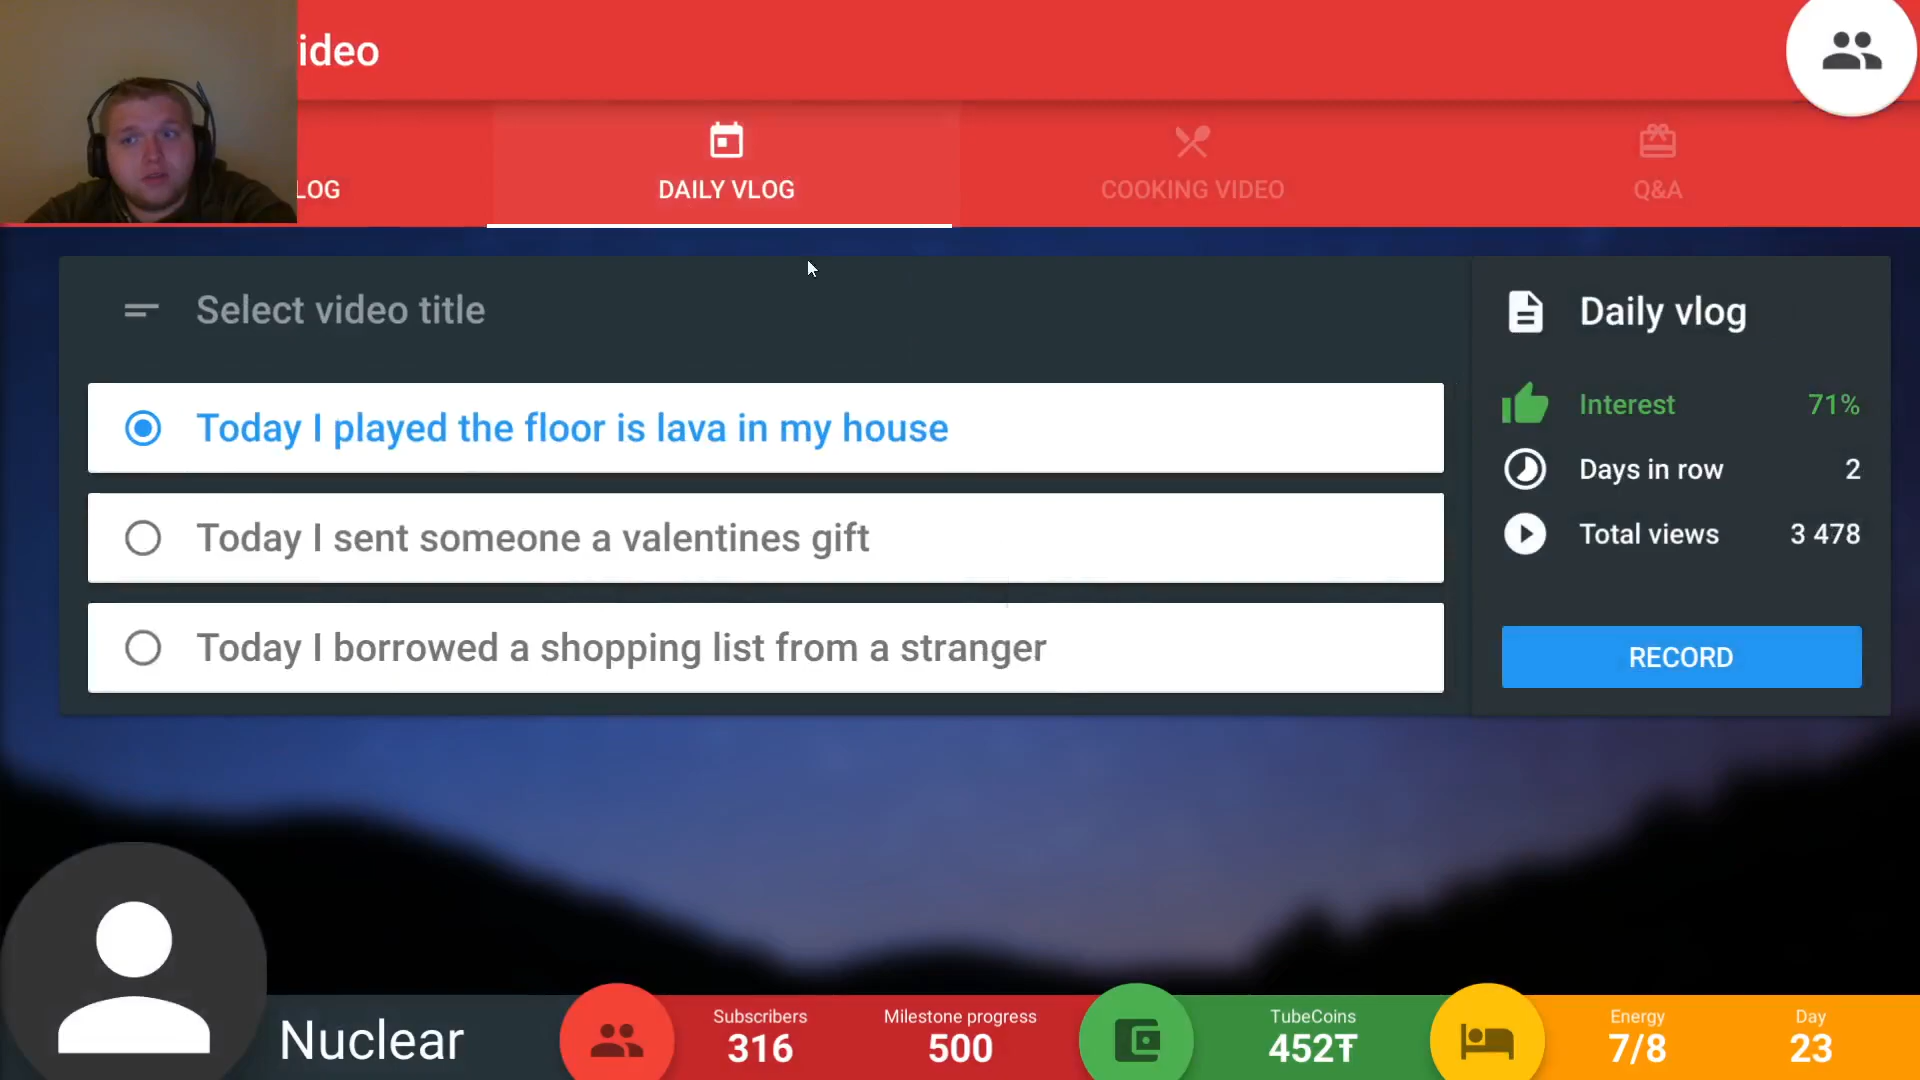 ideo
LOG
DAILY VLOG
COOKING VIDEO
Q&A
Select video title
Today I played the floor is lava in my house
Today I sent someone a valentines gift
Today I borrowed a shopping list from a stranger
Daily vlog
Interest 71%
Days in row 2
Total views 3 478
RECORD
Nuclear
Subscribers
316
Milestone progress
500
TubeCoins
452Ŧ
Energy
7/8
Day
23